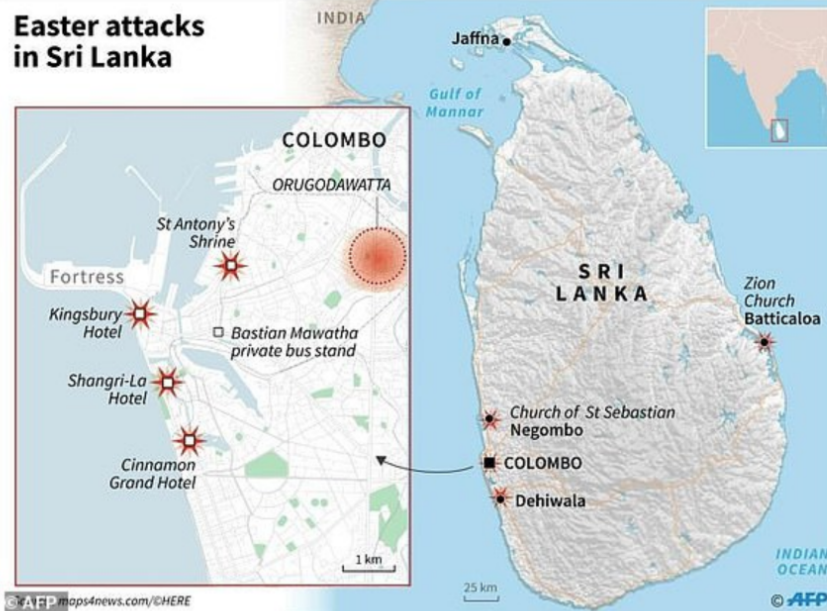 Easter attacks
in Sri Lanka
INDIA
Jaffna
Gulf of
Mannar
COLOMBO
ORUGODAWATTA
St Antony's
Shrine
Fortress
Kingsbury
Hotel
Bastian Mawatha
private bus stand
Shangri-La
Hotel
Cinnamon
Grand Hotel
1 km
SRI
LANKA
Zion
Church
Batticaloa
Church of St Sebastian
Negombo
COLOMBO
Dehiwala
25 km
INDIAN
OCEAN
maps4news.com/©HERE
© AFP
© AFP